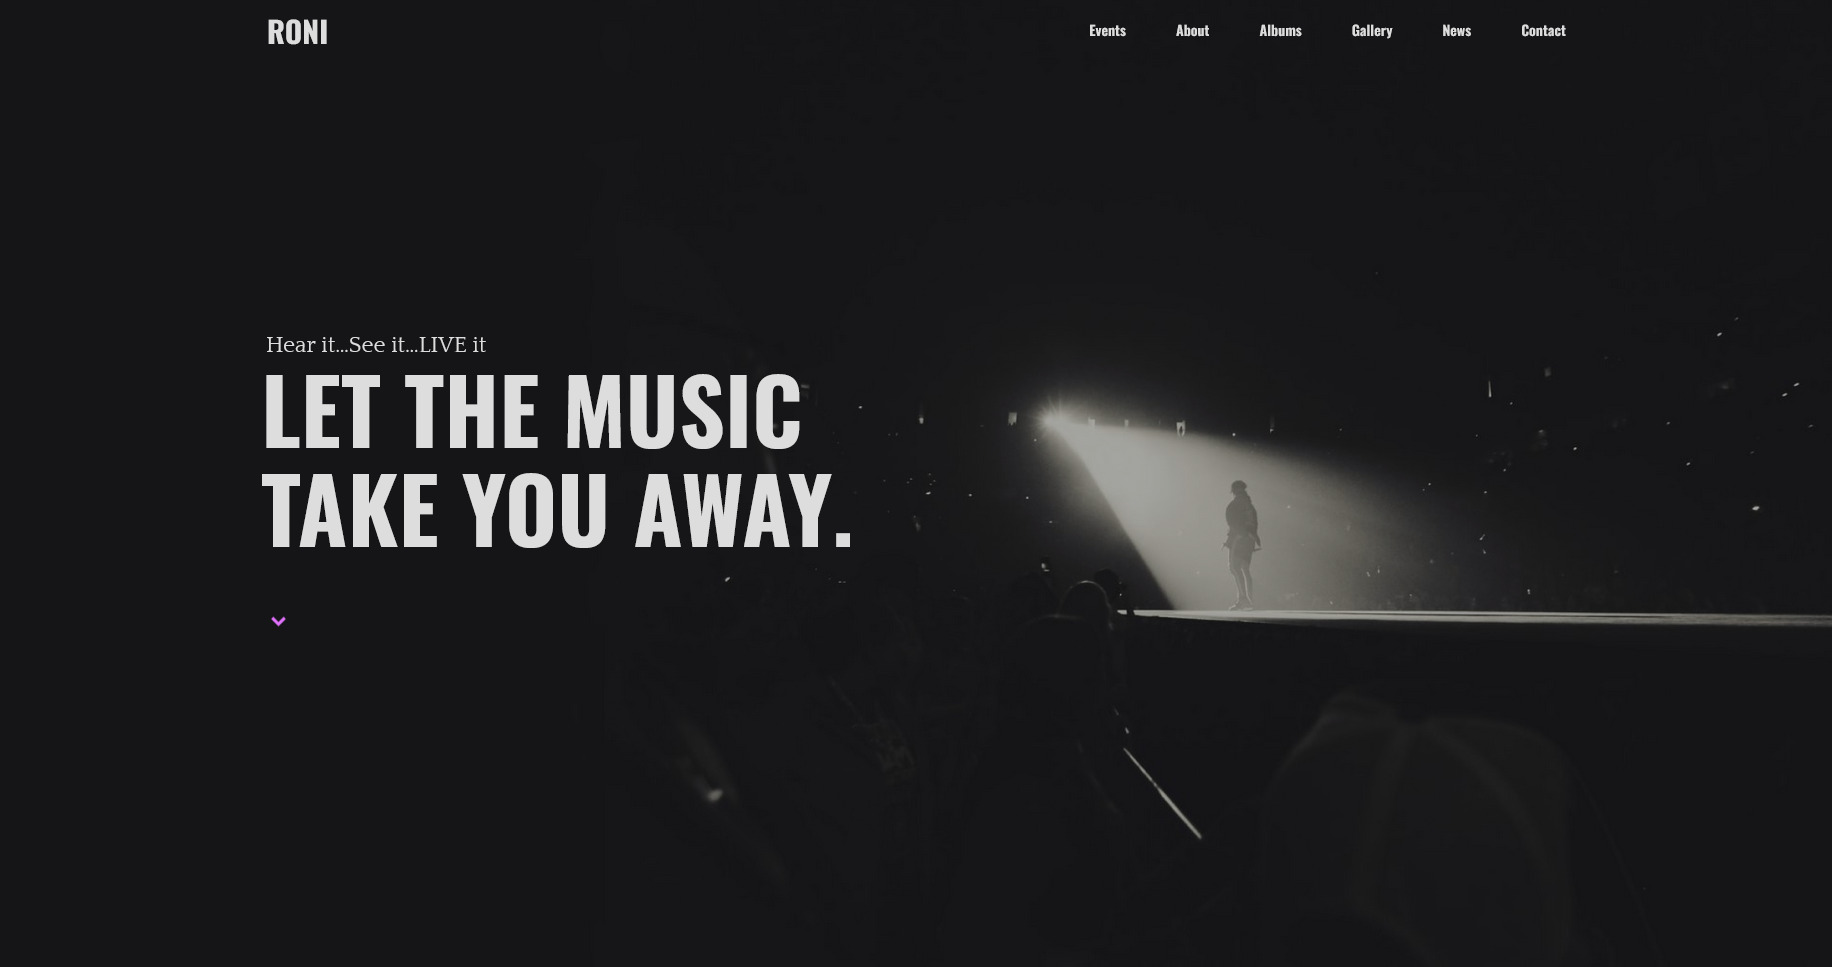 RONI
Events About Albums Gallery News Contact
Hear it...See it...LIVE it
LET THE MUSIC
TAKE YOU AWAY.